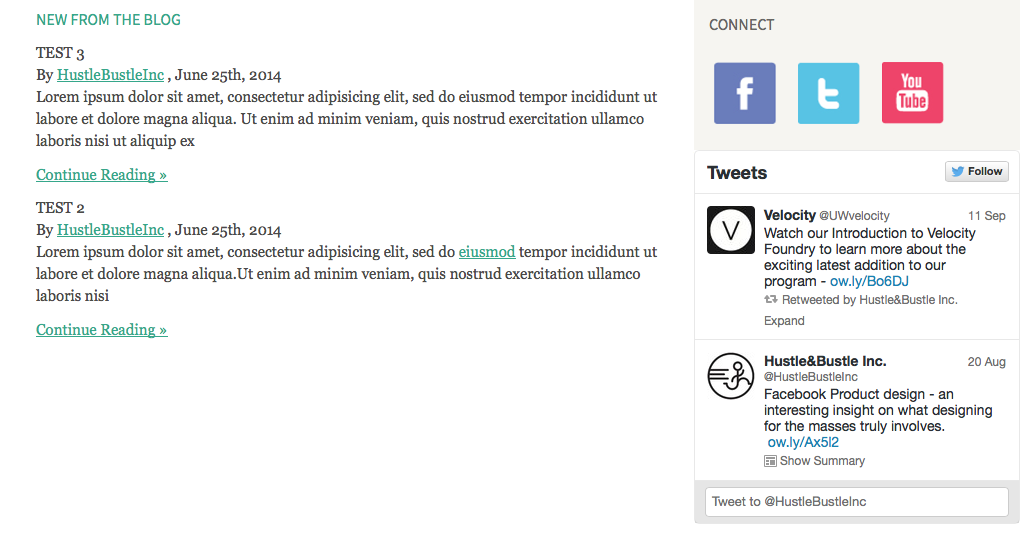 NEW FROM THE BLOG
TEST 3
By HustleBustleInc , June 25th, 2014
Lorem ipsum dolor sit amet, consectetur adipisicing elit, sed do eiusmod tempor incididunt ut
labore et dolore magna aliqua. Ut enim ad minim veniam, quis nostrud exercitation ullamco
laboris nisi ut aliquip ex
Continue Reading »
TEST 2
By HustleBustleInc , June 25th, 2014
Lorem ipsum dolor sit amet, consectetur adipisicing elit, sed do eiusmod tempor incididunt ut
labore et dolore magna aliqua.Ut enim ad minim veniam, quis nostrud exercitation ullamco
laboris nisi
Continue Reading »
CONNECT
f
t
You
Tube
Tweets
Follow
V
Velocity @UWvelocity 11 Sep
Watch our Introduction to Velocity
Foundry to learn more about the
exciting latest addition to our
program - ow.ly/Bo6DJ
Retweeted by Hustle&Bustle Inc.
Expand
Hustle&Bustle Inc. 20 Aug
@HustleBustleInc
Facebook Product design - an
interesting insight on what designing
for the masses truly involves.
ow.ly/Ax5l2
Show Summary
Tweet to @HustleBustleInc